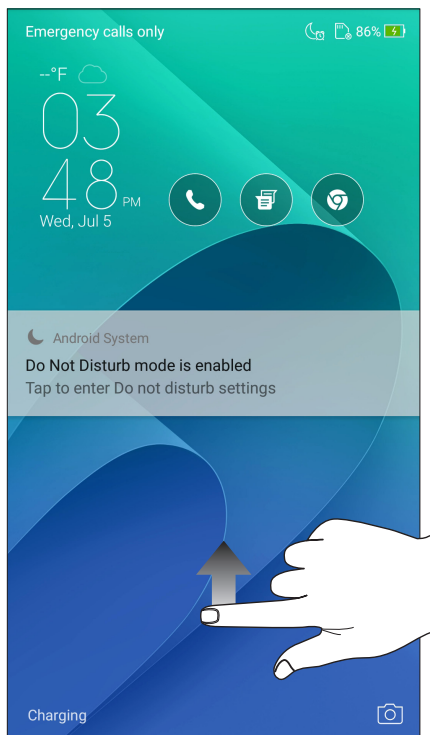 Emergency calls only
86%
--°F
03
48 PM
Wed, Jul 5
Android System
Do Not Disturb mode is enabled
Tap to enter Do not disturb settings
Charging